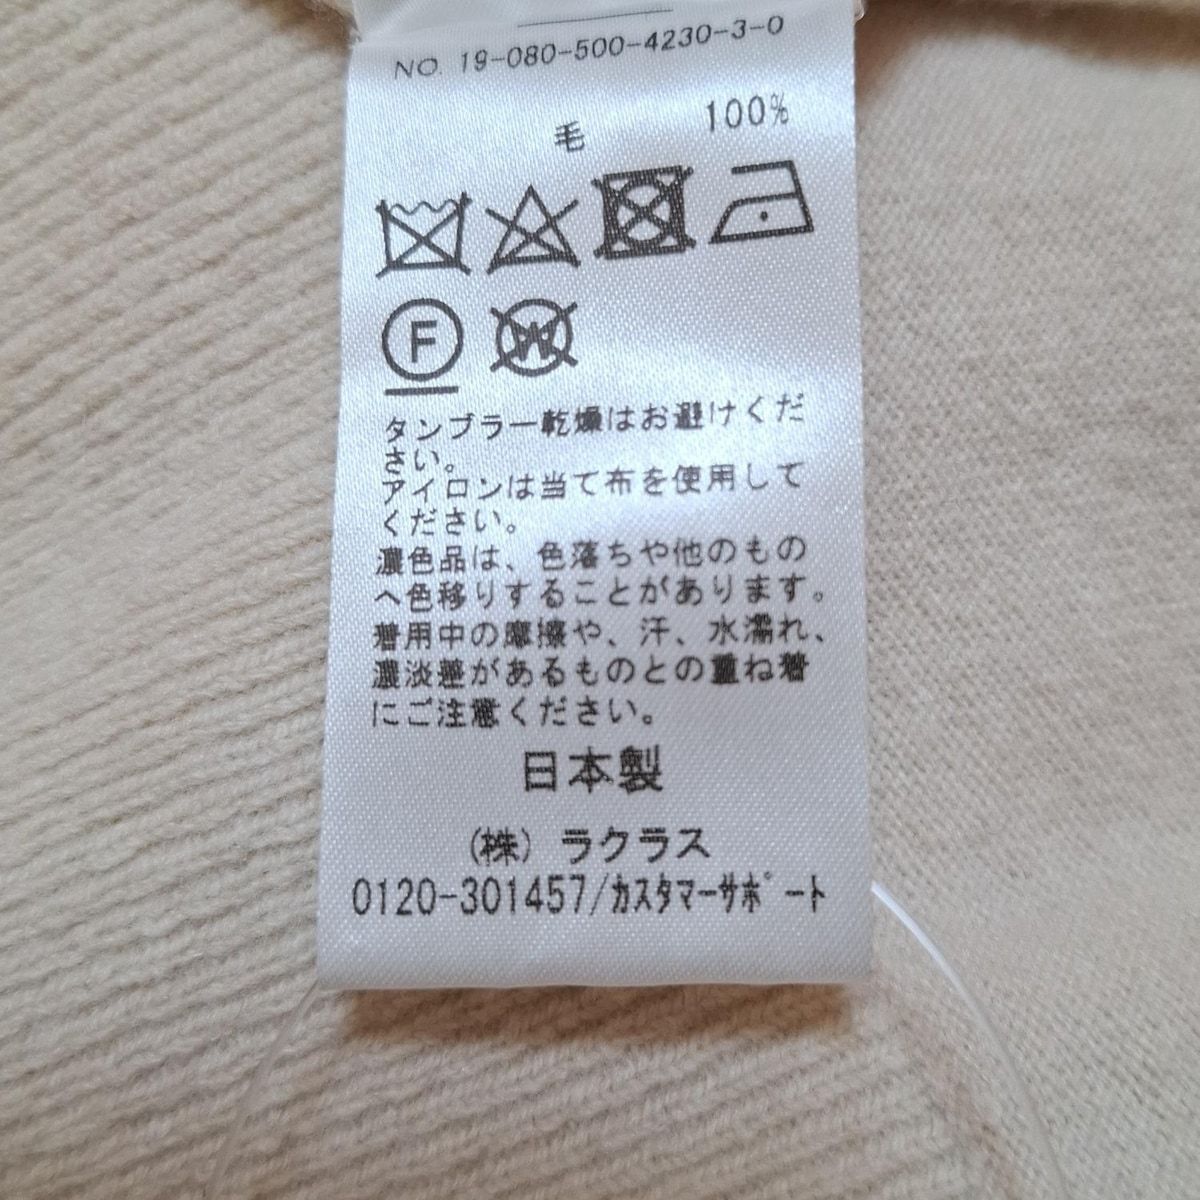 NO. 19-080-500-4230-3-0
毛 100%
F W
タンブラー乾燥はお避けくだ
さい。
アイロンは当て布を使用して
ください。
濃色品は、色落ちや他のもの
へ色移りすることがあります。
着用中の摩擦や、汗、水濡れ、
濃淡差があるものとの重ね着
にご注意ください。
日本製
(株) ラクラス
0120-301457/ｶｽﾀﾏｰｻﾎﾟｰﾄ